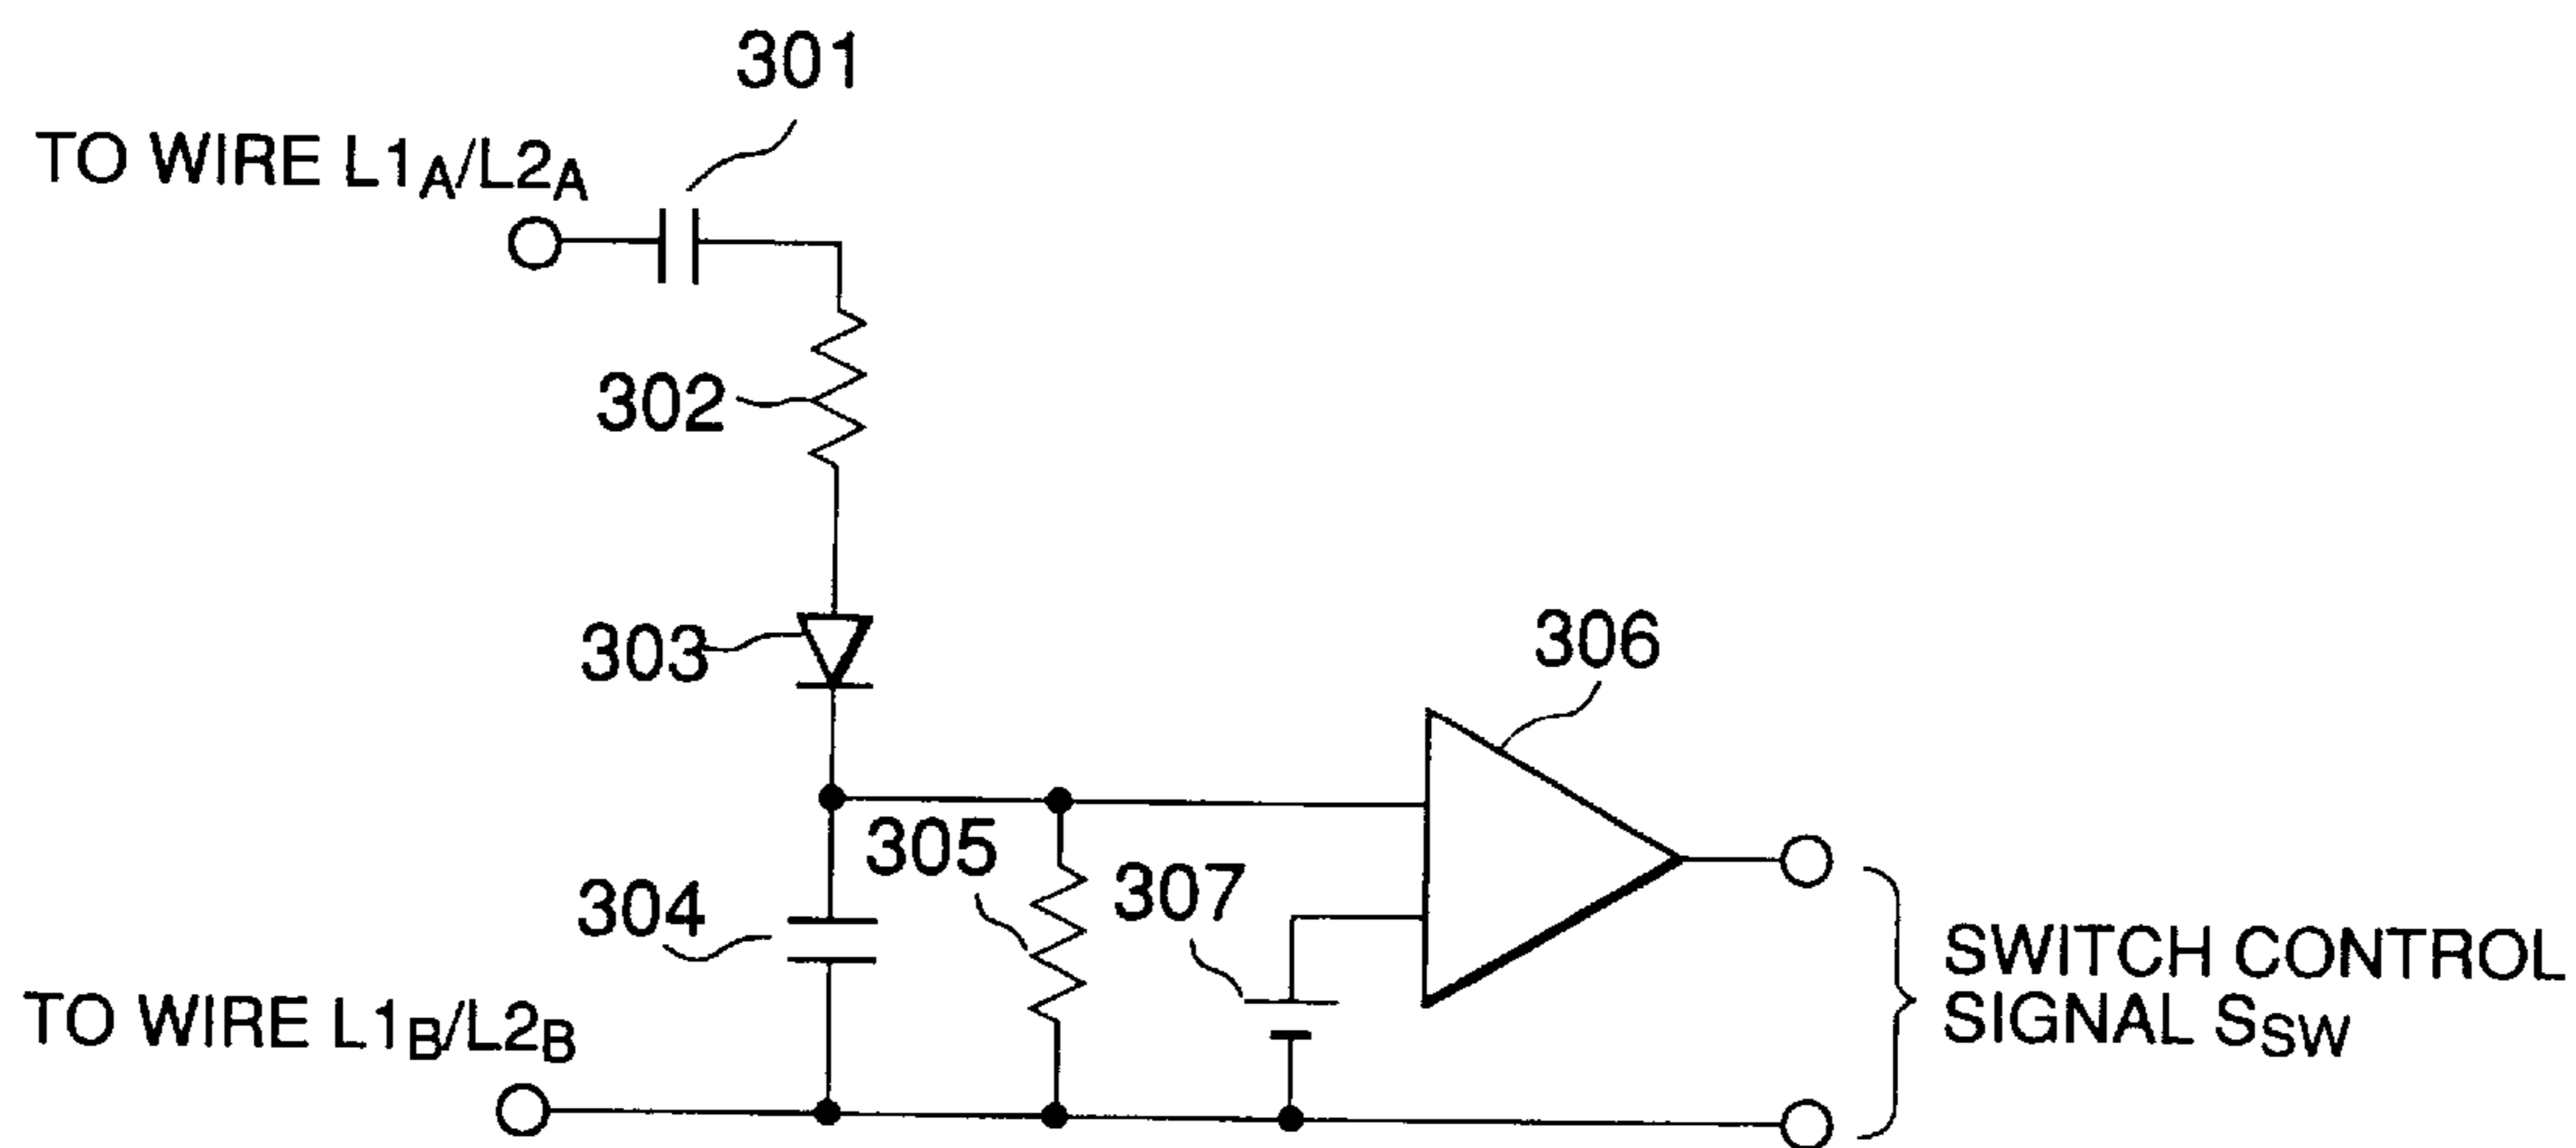 301
TO WIRE L1A/L2A
302
303
306
305
307
304
SWITCH CONTROL
SIGNAL SSW
TO WIRE L1B/L2B